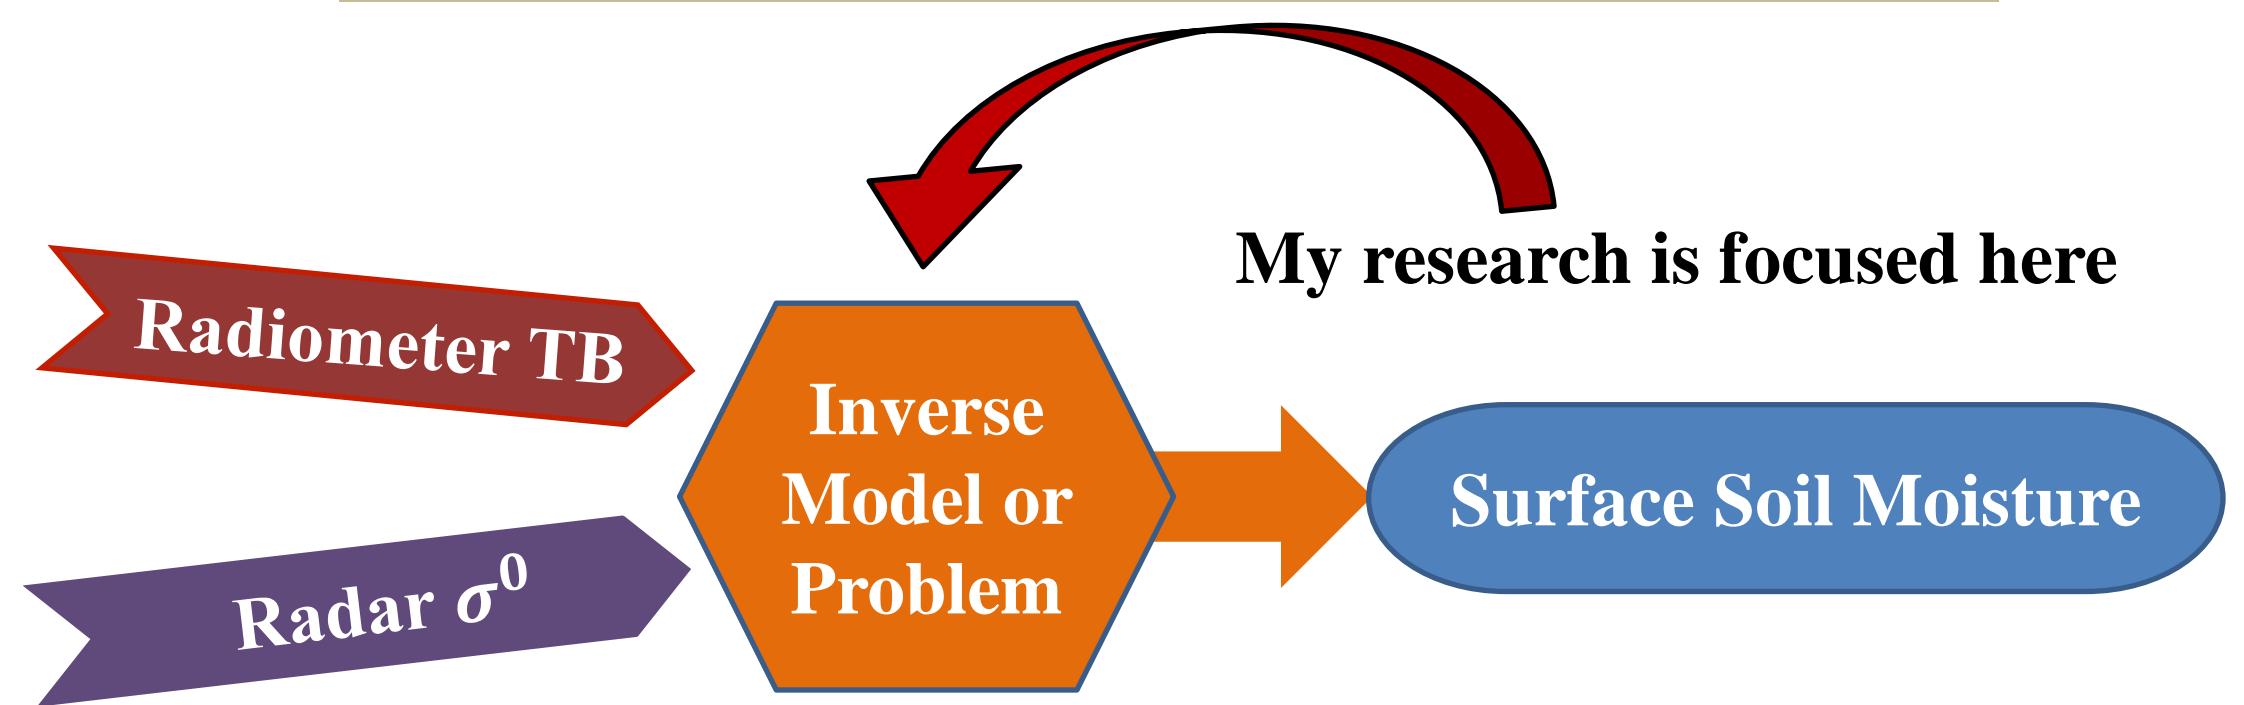 My research is focused here
Radiometer TB
Radar σ⁰
Inverse
Model or
Problem
Surface Soil Moisture